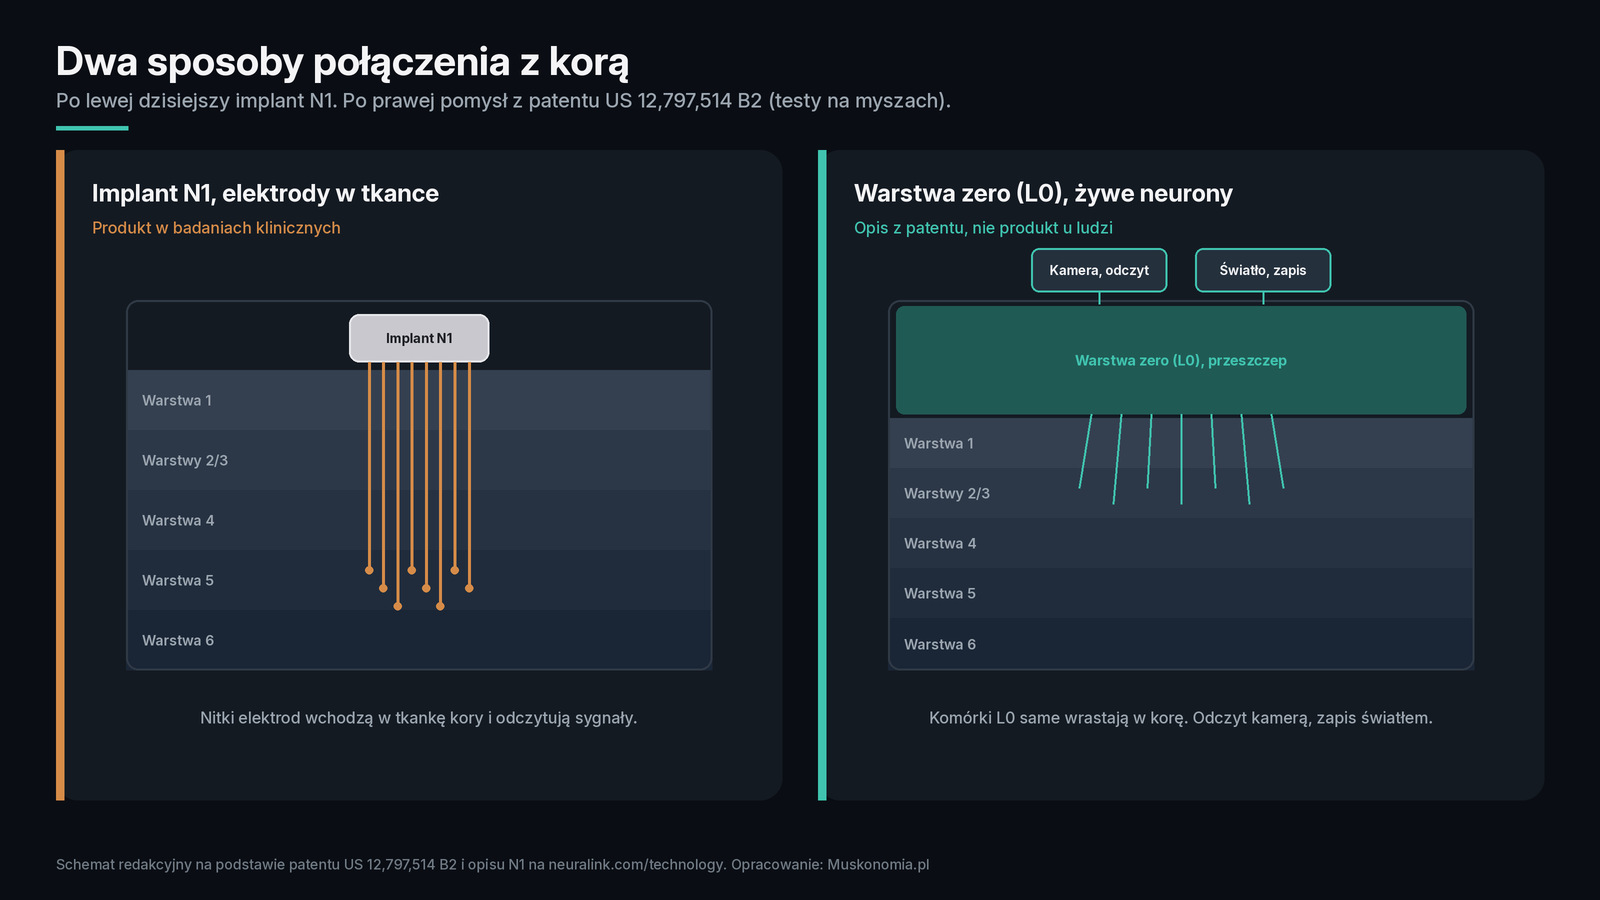 Dwa sposoby połączenia z korą
Po lewej dzisiejszy implant N1. Po prawej pomysł z patentu US 12,797,514 B2 (testy na myszach).
Implant N1, elektrody w tkance
Produkt w badaniach klinicznych
Implant N1
Warstwa 1
Warstwy 2/3
Warstwa 4
Warstwa 5
Warstwa 6
Nitki elektrod wchodzą w tkankę kory i odczytują sygnały.
Warstwa zero (L0), żywe neurony
Opis z patentu, nie produkt u ludzi
Kamera, odczyt
Światło, zapis
Warstwa zero (L0), przeszczep
Warstwa 1
Warstwy 2/3
Warstwa 4
Warstwa 5
Warstwa 6
Komórki L0 same wrastają w korę. Odczyt kamerą, zapis światłem.
Schemat redakcyjny na podstawie patentu US 12,797,514 B2 i opisu N1 na neuralink.com/technology. Opracowanie: Muskonomia.pl